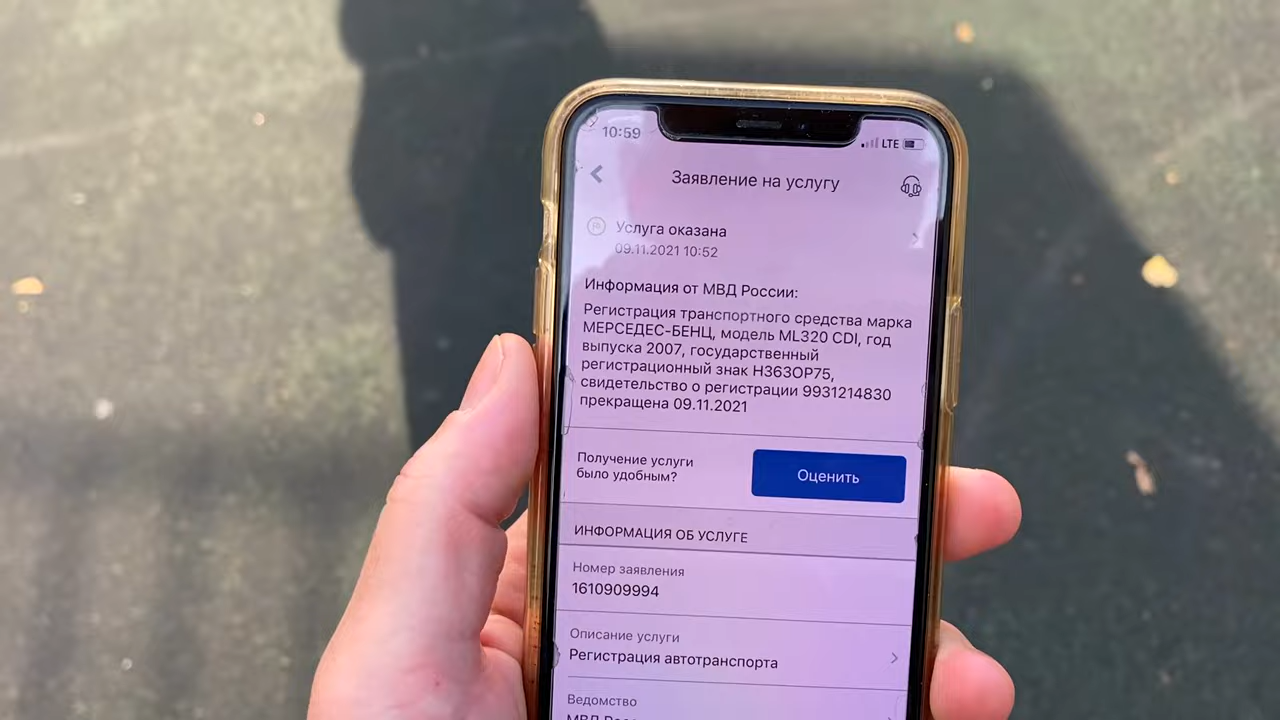 10:59
LTE
Заявление на услугу
Услуга оказана
09.11.2021 10:52
Информация от МВД России:
Регистрация транспортного средства марка
МЕРСЕДЕС-БЕНЦ, модель ML320 CDI, год
выпуска 2007, государственный
регистрационный знак Н363ОР75,
свидетельство о регистрации 9931214830
прекращена 09.11.2021
Получение услуги
было удобным?
Оценить
ИНФОРМАЦИЯ ОБ УСЛУГЕ
Номер заявления
1610909994
Описание услуги
Регистрация автотранспорта
Ведомство
МВД